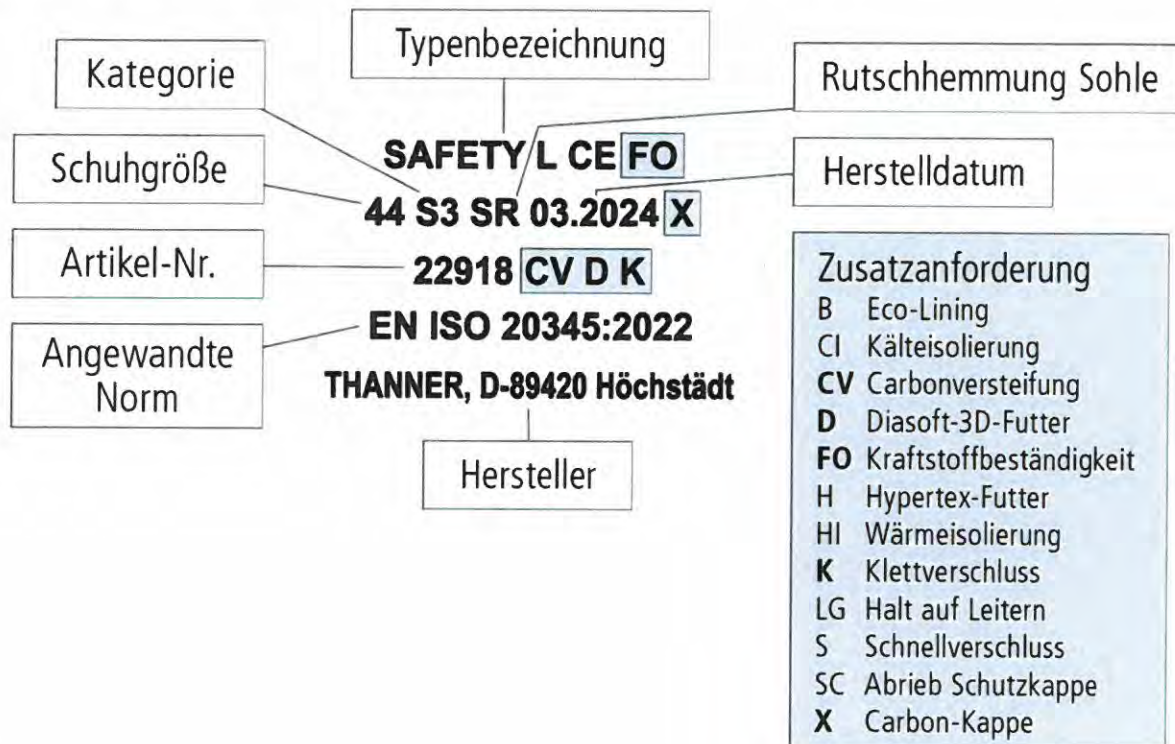 Typenbezeichnung
Kategorie
Rutschhemmung Sohle
Schuhgröße
SAFETY L CE FO
Herstelldatum
44 S3 SR 03.2024 X
Artikel-Nr.
22918 CV D K
Angewandte
Norm
EN ISO 20345:2022
THANNER, D-89420 Höchstädt
Hersteller
Zusatzanforderung
B Eco-Lining
CI Kälteisolierung
CV Carbonversteifung
D Diasoft-3D-Futter
FO Kraftstoffbeständigkeit
H Hypertex-Futter
HI Wärmeisolierung
K Klettverschluss
LG Halt auf Leitern
S Schnellverschluss
SC Abrieb Schutzkappe
X Carbon-Kappe